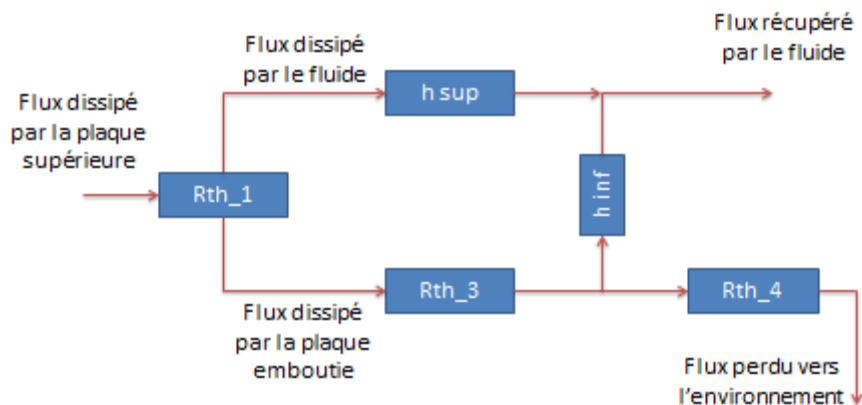 Flux dissipé
par la plaque
supérieure
Rth_1
Flux dissipé
par le fluide
h sup
Flux récupéré
par le fluide
h inf
Flux dissipé
par la plaque
emboutie
Rth_3
Rth_4
Flux perdu vers
l'environnement